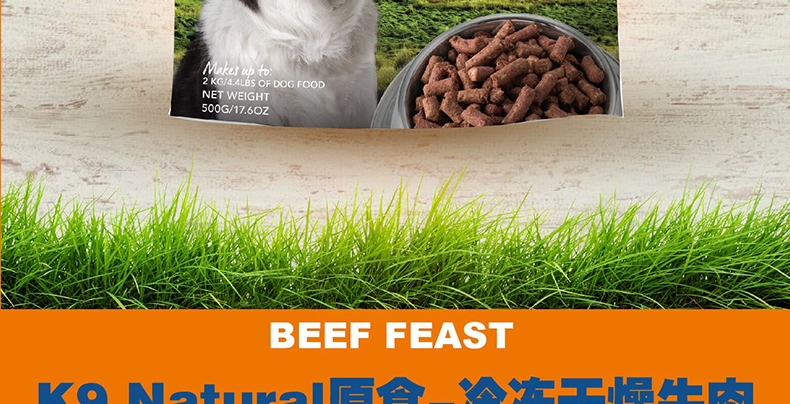 Makes up to:
2 KG/4.4LBS OF DOG FOOD
NET WEIGHT
500G/17.6OZ
BEEF FEAST
K9 Natural原食-冷冻干燥牛肉